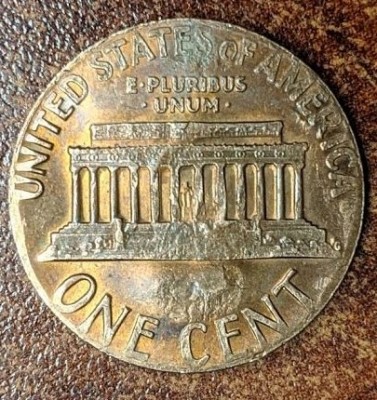 UNITED STATES of AMERICA
E·PLURIBUS
·UNUM·
ONE CENT